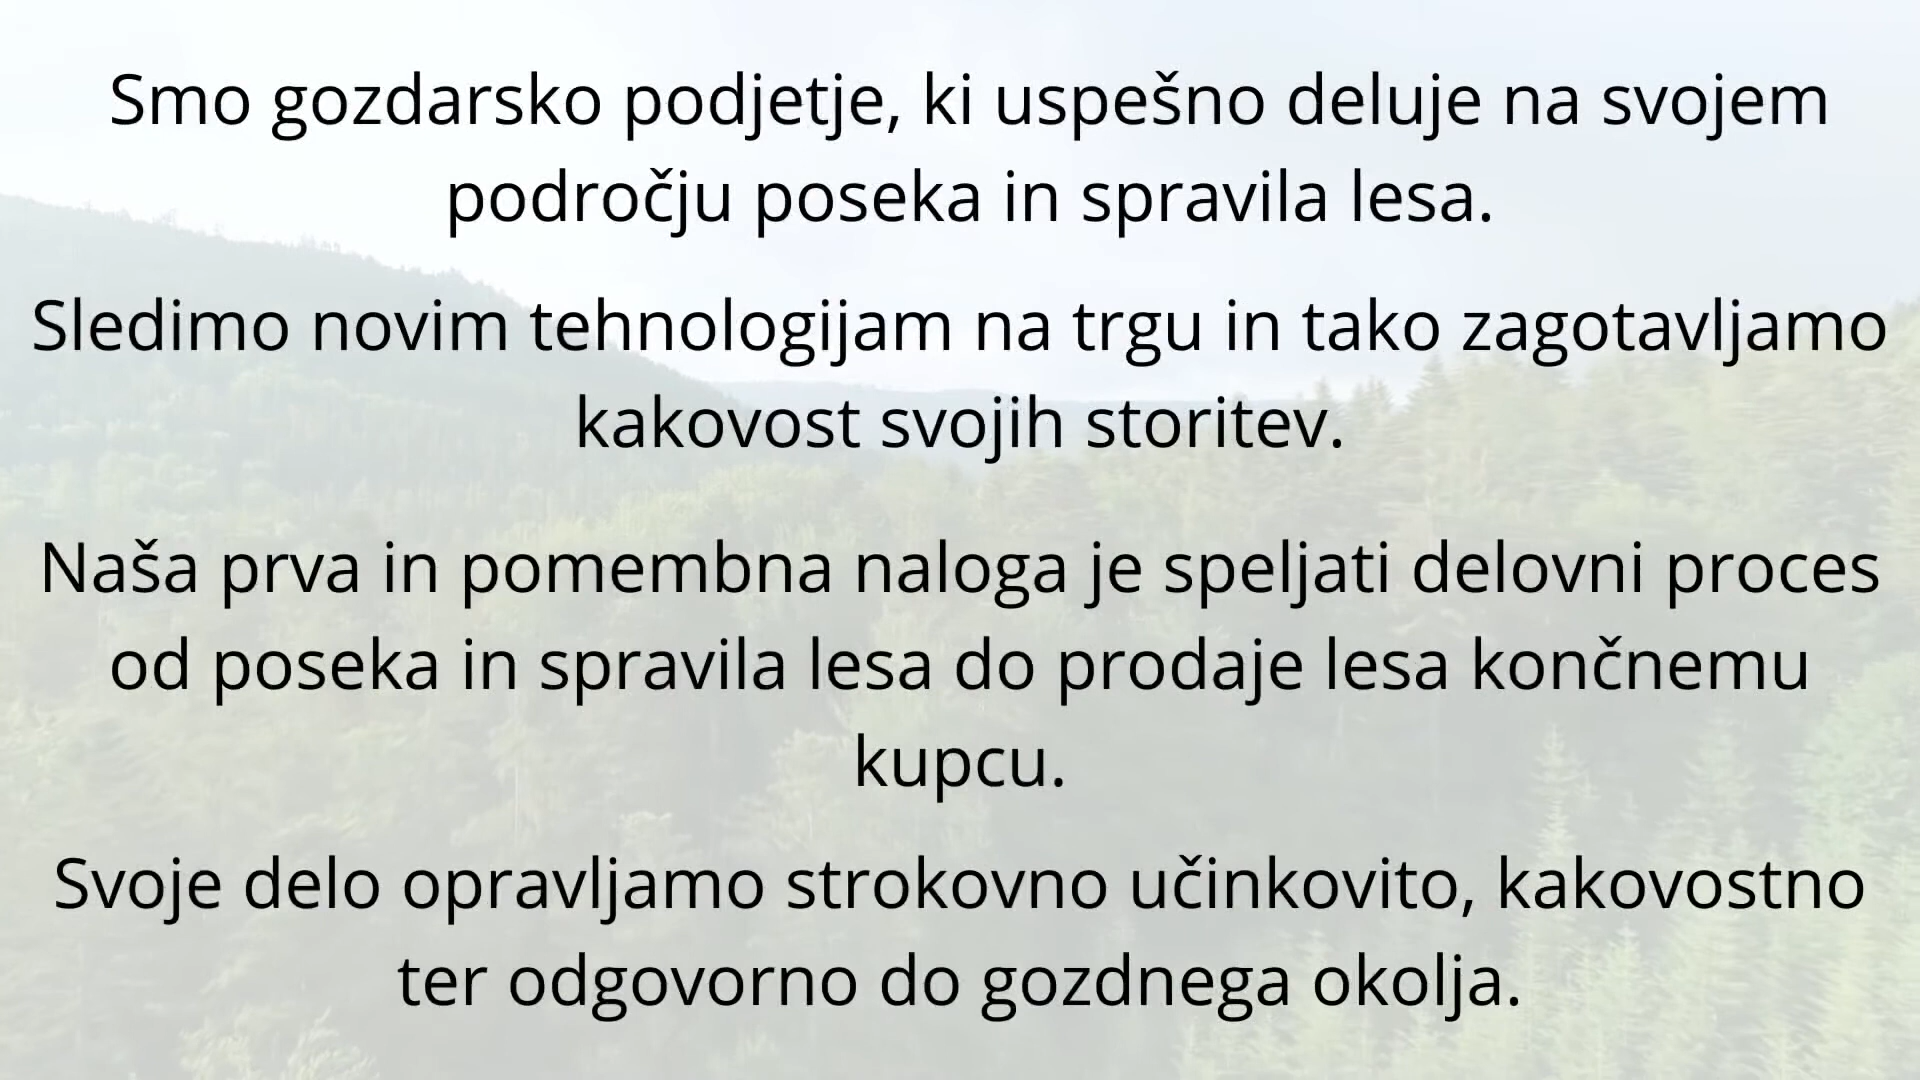 Smo gozdarsko podjetje, ki uspešno deluje na svojem
področju poseka in spravila lesa.
Sledimo novim tehnologijam na trgu in tako zagotavljamo
kakovost svojih storitev.
Naša prva in pomembna naloga je speljati delovni proces
od poseka in spravila lesa do prodaje lesa končnemu
kupcu.
Svoje delo opravljamo strokovno učinkovito, kakovostno
ter odgovorno do gozdnega okolja.